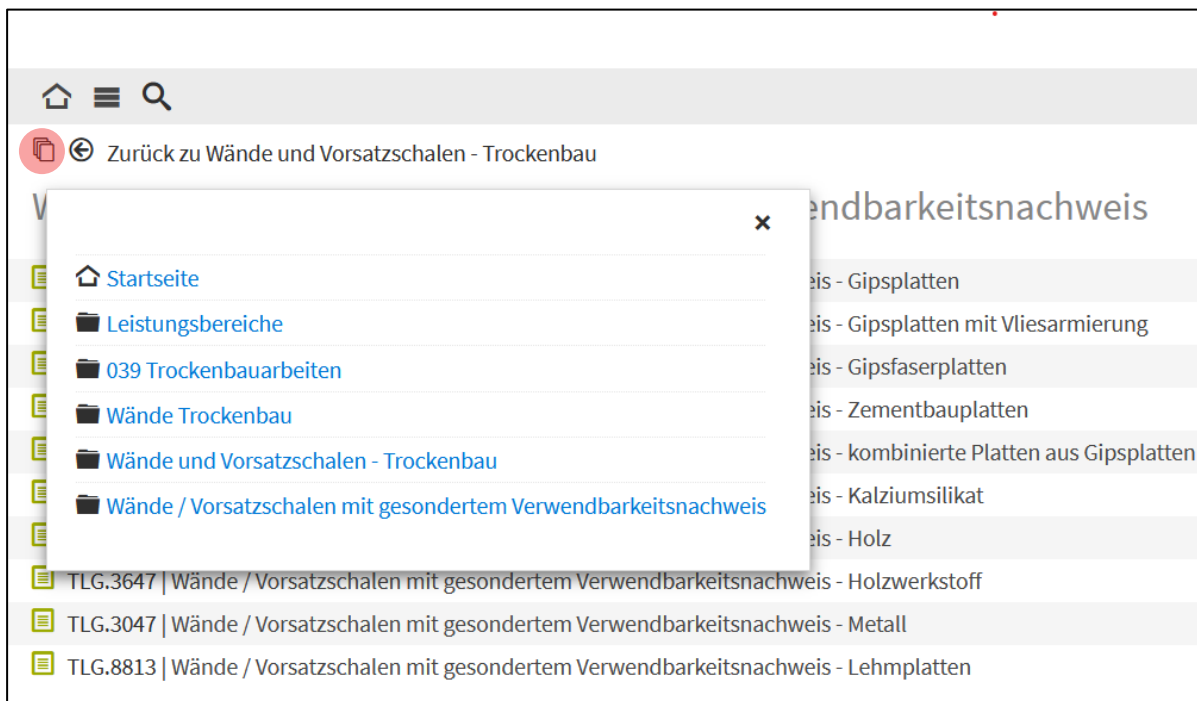 Zurück zu Wände und Vorsatzschalen - Trockenbau
endbarkeitsnachweis
×
Startseite
Leistungsbereiche
039 Trockenbauarbeiten
Wände Trockenbau
Wände und Vorsatzschalen - Trockenbau
Wände / Vorsatzschalen mit gesondertem Verwendbarkeitsnachweis
eis - Gipsplatten
eis - Gipsplatten mit Vliesarmierung
eis - Gipsfaserplatten
eis - Zementbauplatten
eis - kombinierte Platten aus Gipsplatten
eis - Kalziumsilikat
eis - Holz
TLG.3647 | Wände / Vorsatzschalen mit gesondertem Verwendbarkeitsnachweis - Holzwerkstoff
TLG.3047 | Wände / Vorsatzschalen mit gesondertem Verwendbarkeitsnachweis - Metall
TLG.8813 | Wände / Vorsatzschalen mit gesondertem Verwendbarkeitsnachweis - Lehmplatten